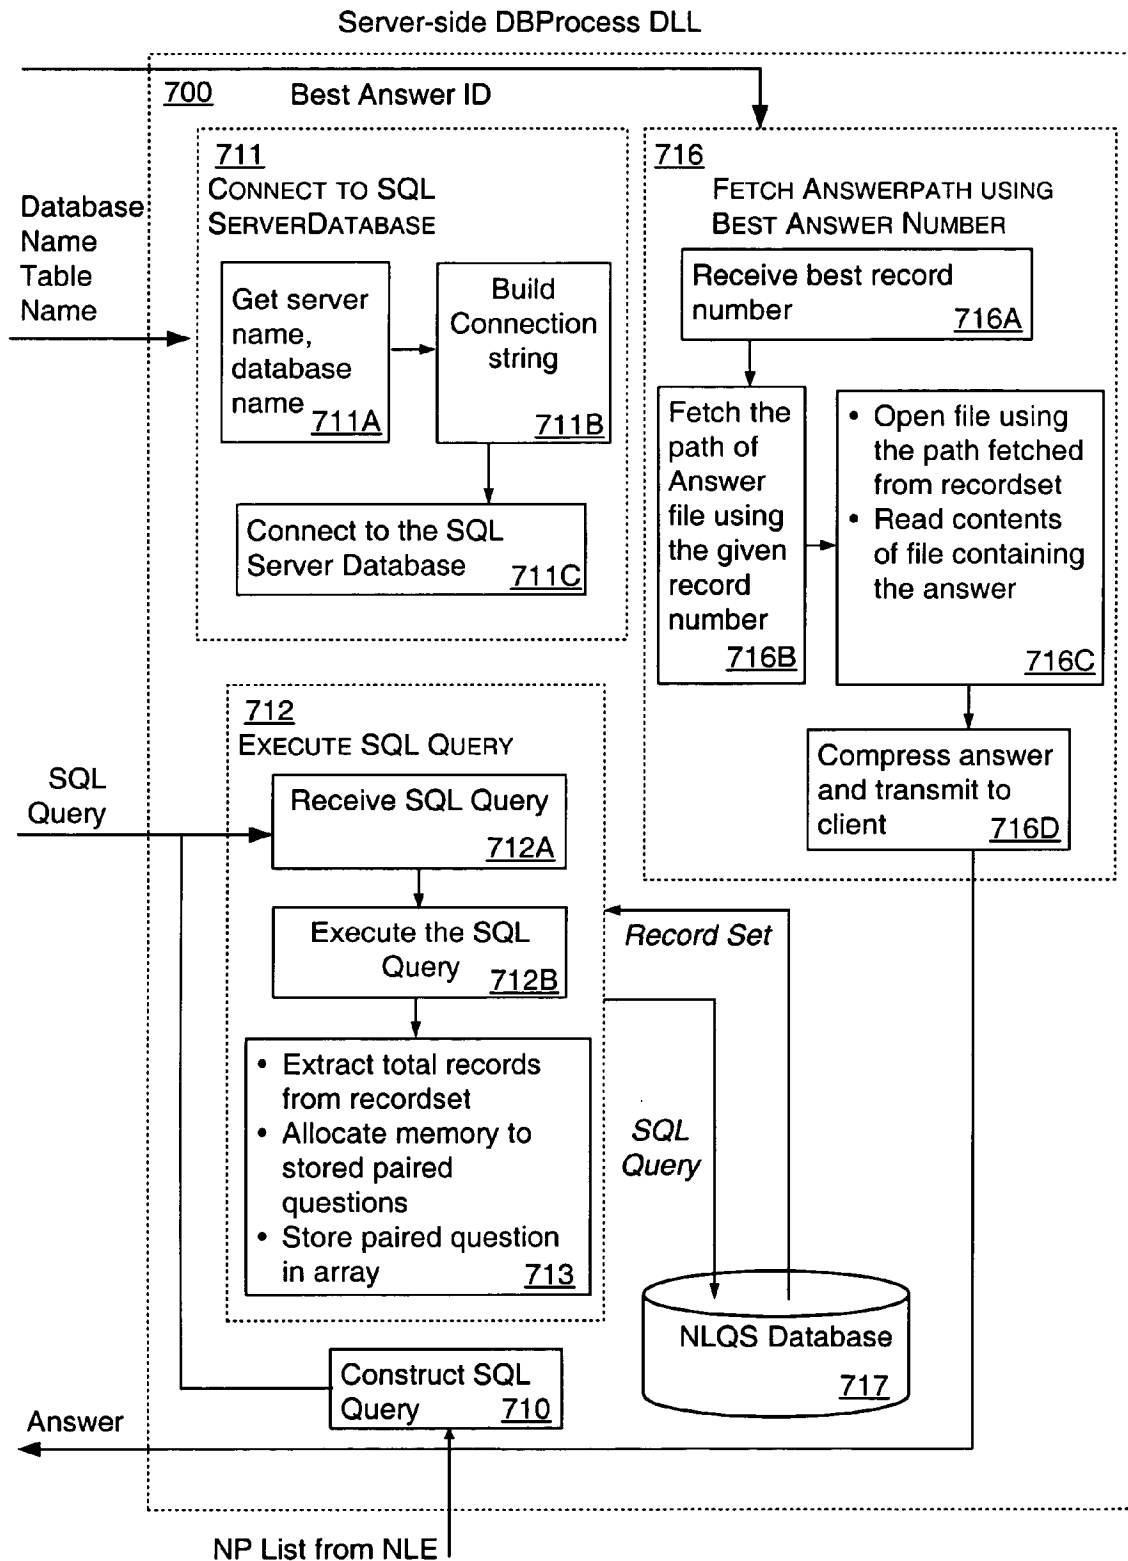 Server-side DBProcess DLL
700
Best Answer ID
711
CONNECT TO SQL
SERVERDATABASE
Database
Name
Table
Name
Get server
name,
database
name
711A
Build
Connection
string
711B
Connect to the SQL
Server Database
711C
716
FETCH ANSWERPATH USING
BEST ANSWER NUMBER
Receive best record
number
716A
Fetch the
path of
Answer
file using
the given
record
number
716B
• Open file using
the path fetched
from recordset
• Read contents
of file containing
the answer
716C
Compress answer
and transmit to
client
716D
712
EXECUTE SQL QUERY
SQL
Query
Receive SQL Query
712A
Execute the SQL
Query
712B
• Extract total records
from recordset
• Allocate memory to
stored paired
questions
• Store paired question
in array
713
Record Set
SQL
Query
NLQS Database
717
Construct SQL
Query
710
Answer
NP List from NLE